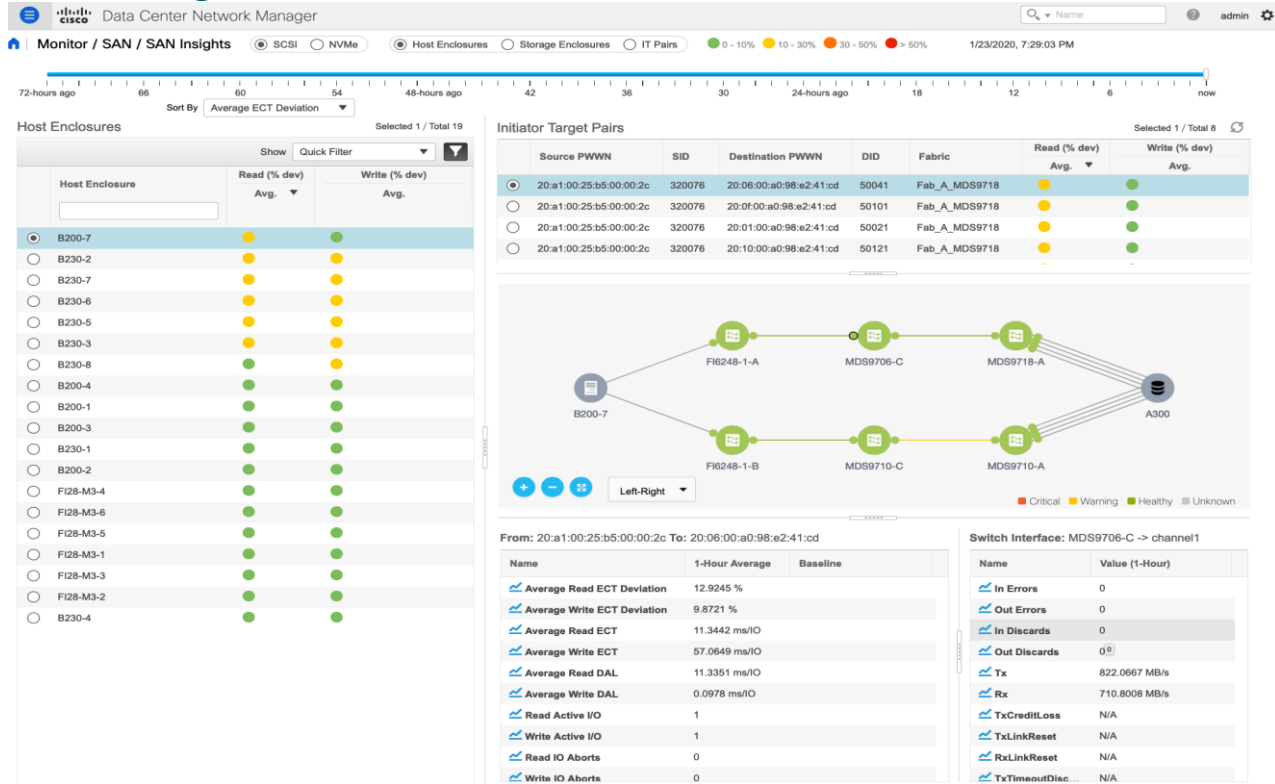 cisco Data Center Network Manager Name admin
Monitor / SAN / SAN Insights SCSI NVMe Host Enclosures Storage Enclosures IT Pairs 0 - 10% 10 - 30% 30 - 50% > 50% 1/23/2020, 7:29:03 PM
72-hours ago 66 60 54 48-hours ago 42 36 30 24-hours ago 18 12 6 now
Sort By Average ECT Deviation
Host Enclosures Selected 1 / Total 19
Show Quick Filter
Host Enclosure Read (% dev) Write (% dev)
Avg. Avg.
B200-7
B230-2
B230-7
B230-6
B230-5
B230-3
B230-8
B200-4
B200-1
B200-3
B230-1
B200-2
FI28-M3-4
FI28-M3-6
FI28-M3-5
FI28-M3-1
FI28-M3-3
FI28-M3-2
B230-4
Initiator Target Pairs Selected 1 / Total 8
Source PWWN SID Destination PWWN DID Fabric Read (% dev) Write (% dev)
Avg. Avg.
20:a1:00:25:b5:00:00:2c 320076 20:06:00:a0:98:e2:41:cd 50041 Fab_A_MDS9718
20:a1:00:25:b5:00:00:2c 320076 20:0f:00:a0:98:e2:41:cd 50101 Fab_A_MDS9718
20:a1:00:25:b5:00:00:2c 320076 20:01:00:a0:98:e2:41:cd 50021 Fab_A_MDS9718
20:a1:00:25:b5:00:00:2c 320076 20:10:00:a0:98:e2:41:cd 50121 Fab_A_MDS9718
FI6248-1-A MDS9706-C MDS9718-A
B200-7 A300
FI6248-1-B MDS9710-C MDS9710-A
Left-Right
Critical Warning Healthy Unknown
From: 20:a1:00:25:b5:00:00:2c To: 20:06:00:a0:98:e2:41:cd
Name 1-Hour Average Baseline
Average Read ECT Deviation 12.9245 %
Average Write ECT Deviation 9.8721 %
Average Read ECT 11.3442 ms/IO
Average Write ECT 57.0649 ms/IO
Average Read DAL 11.3351 ms/IO
Average Write DAL 0.0978 ms/IO
Read Active I/O 1
Write Active I/O 1
Read IO Aborts 0
Write IO Aborts 0
Switch Interface: MDS9706-C -> channel1
Name Value (1-Hour)
In Errors 0
Out Errors 0
In Discards 0
Out Discards 0 0
Tx 822.0667 MB/s
Rx 710.8008 MB/s
TxCreditLoss N/A
TxLinkReset N/A
RxLinkReset N/A
TxTimeoutDisc... N/A